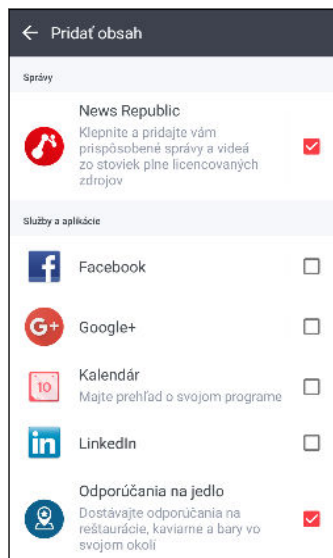 ← Pridať obsah
Správy
News Republic
Klepnite a pridajte vám
prispôsobené správy a videá
zo stoviek plne licencovaných
zdrojov
Služby a aplikácie
Facebook
G+ Google+
10 Kalendár
Majte prehľad o svojom programe
in LinkedIn
Odporúčania na jedlo
Dostávajte odporúčania na
reštaurácie, kaviarne a bary vo
svojom okolí